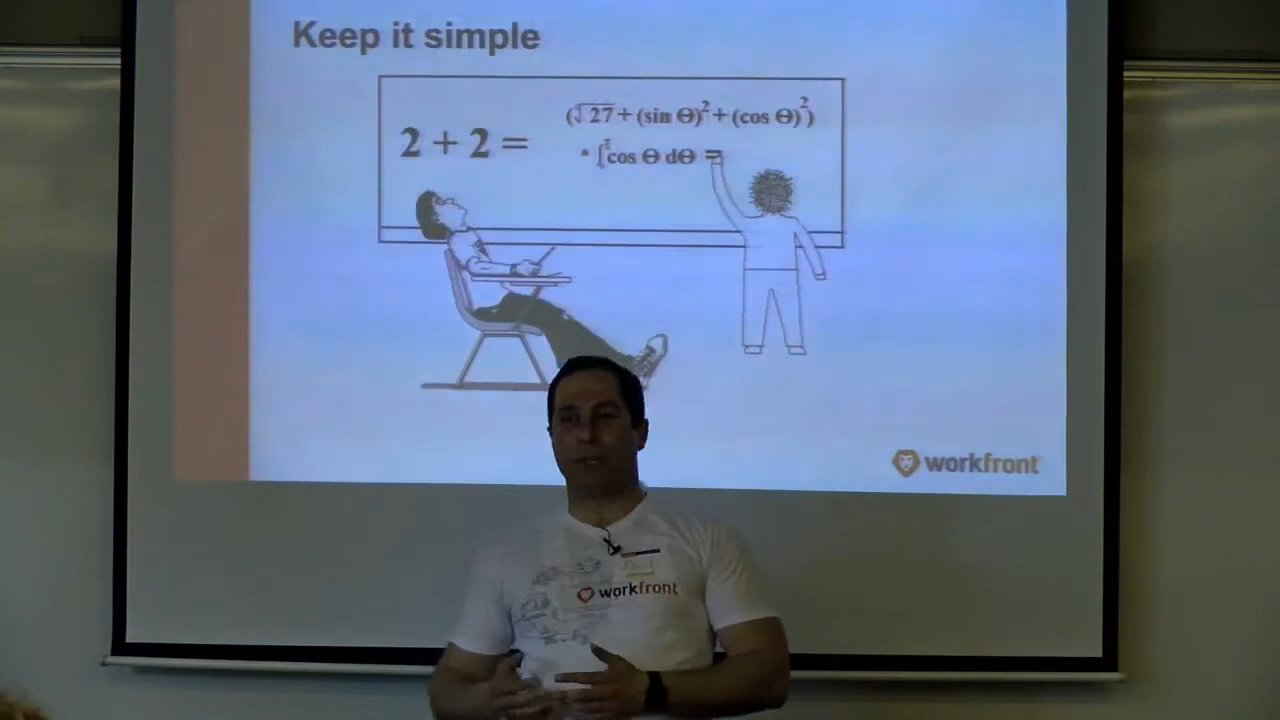 Keep it simple
2 + 2 =
(∛27 + (sin Θ)² + (cos Θ)²)
cos Θ dΘ =
workfront
workfront